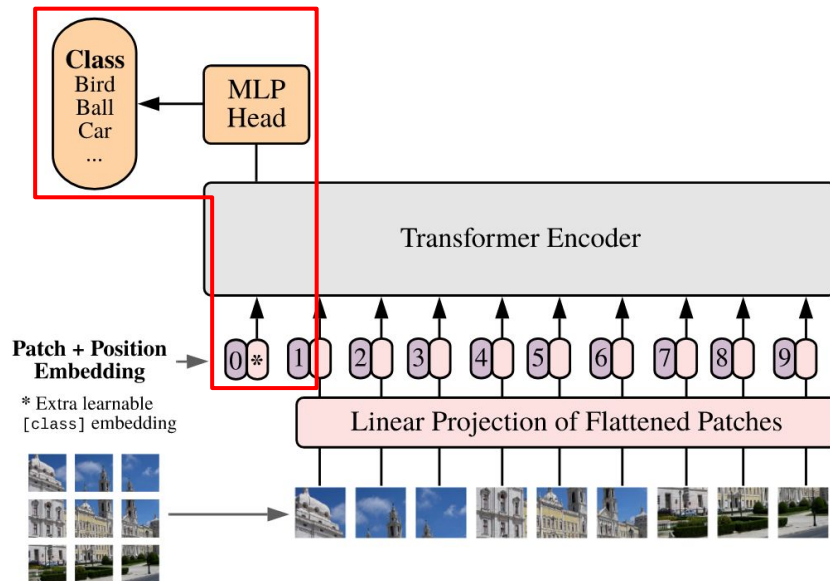 Class
Bird
Ball
Car
...
MLP
Head
Transformer Encoder
Patch + Position
Embedding
0 * 1 2 3 4 5 6 7 8 9
* Extra learnable
[class] embedding
Linear Projection of Flattened Patches